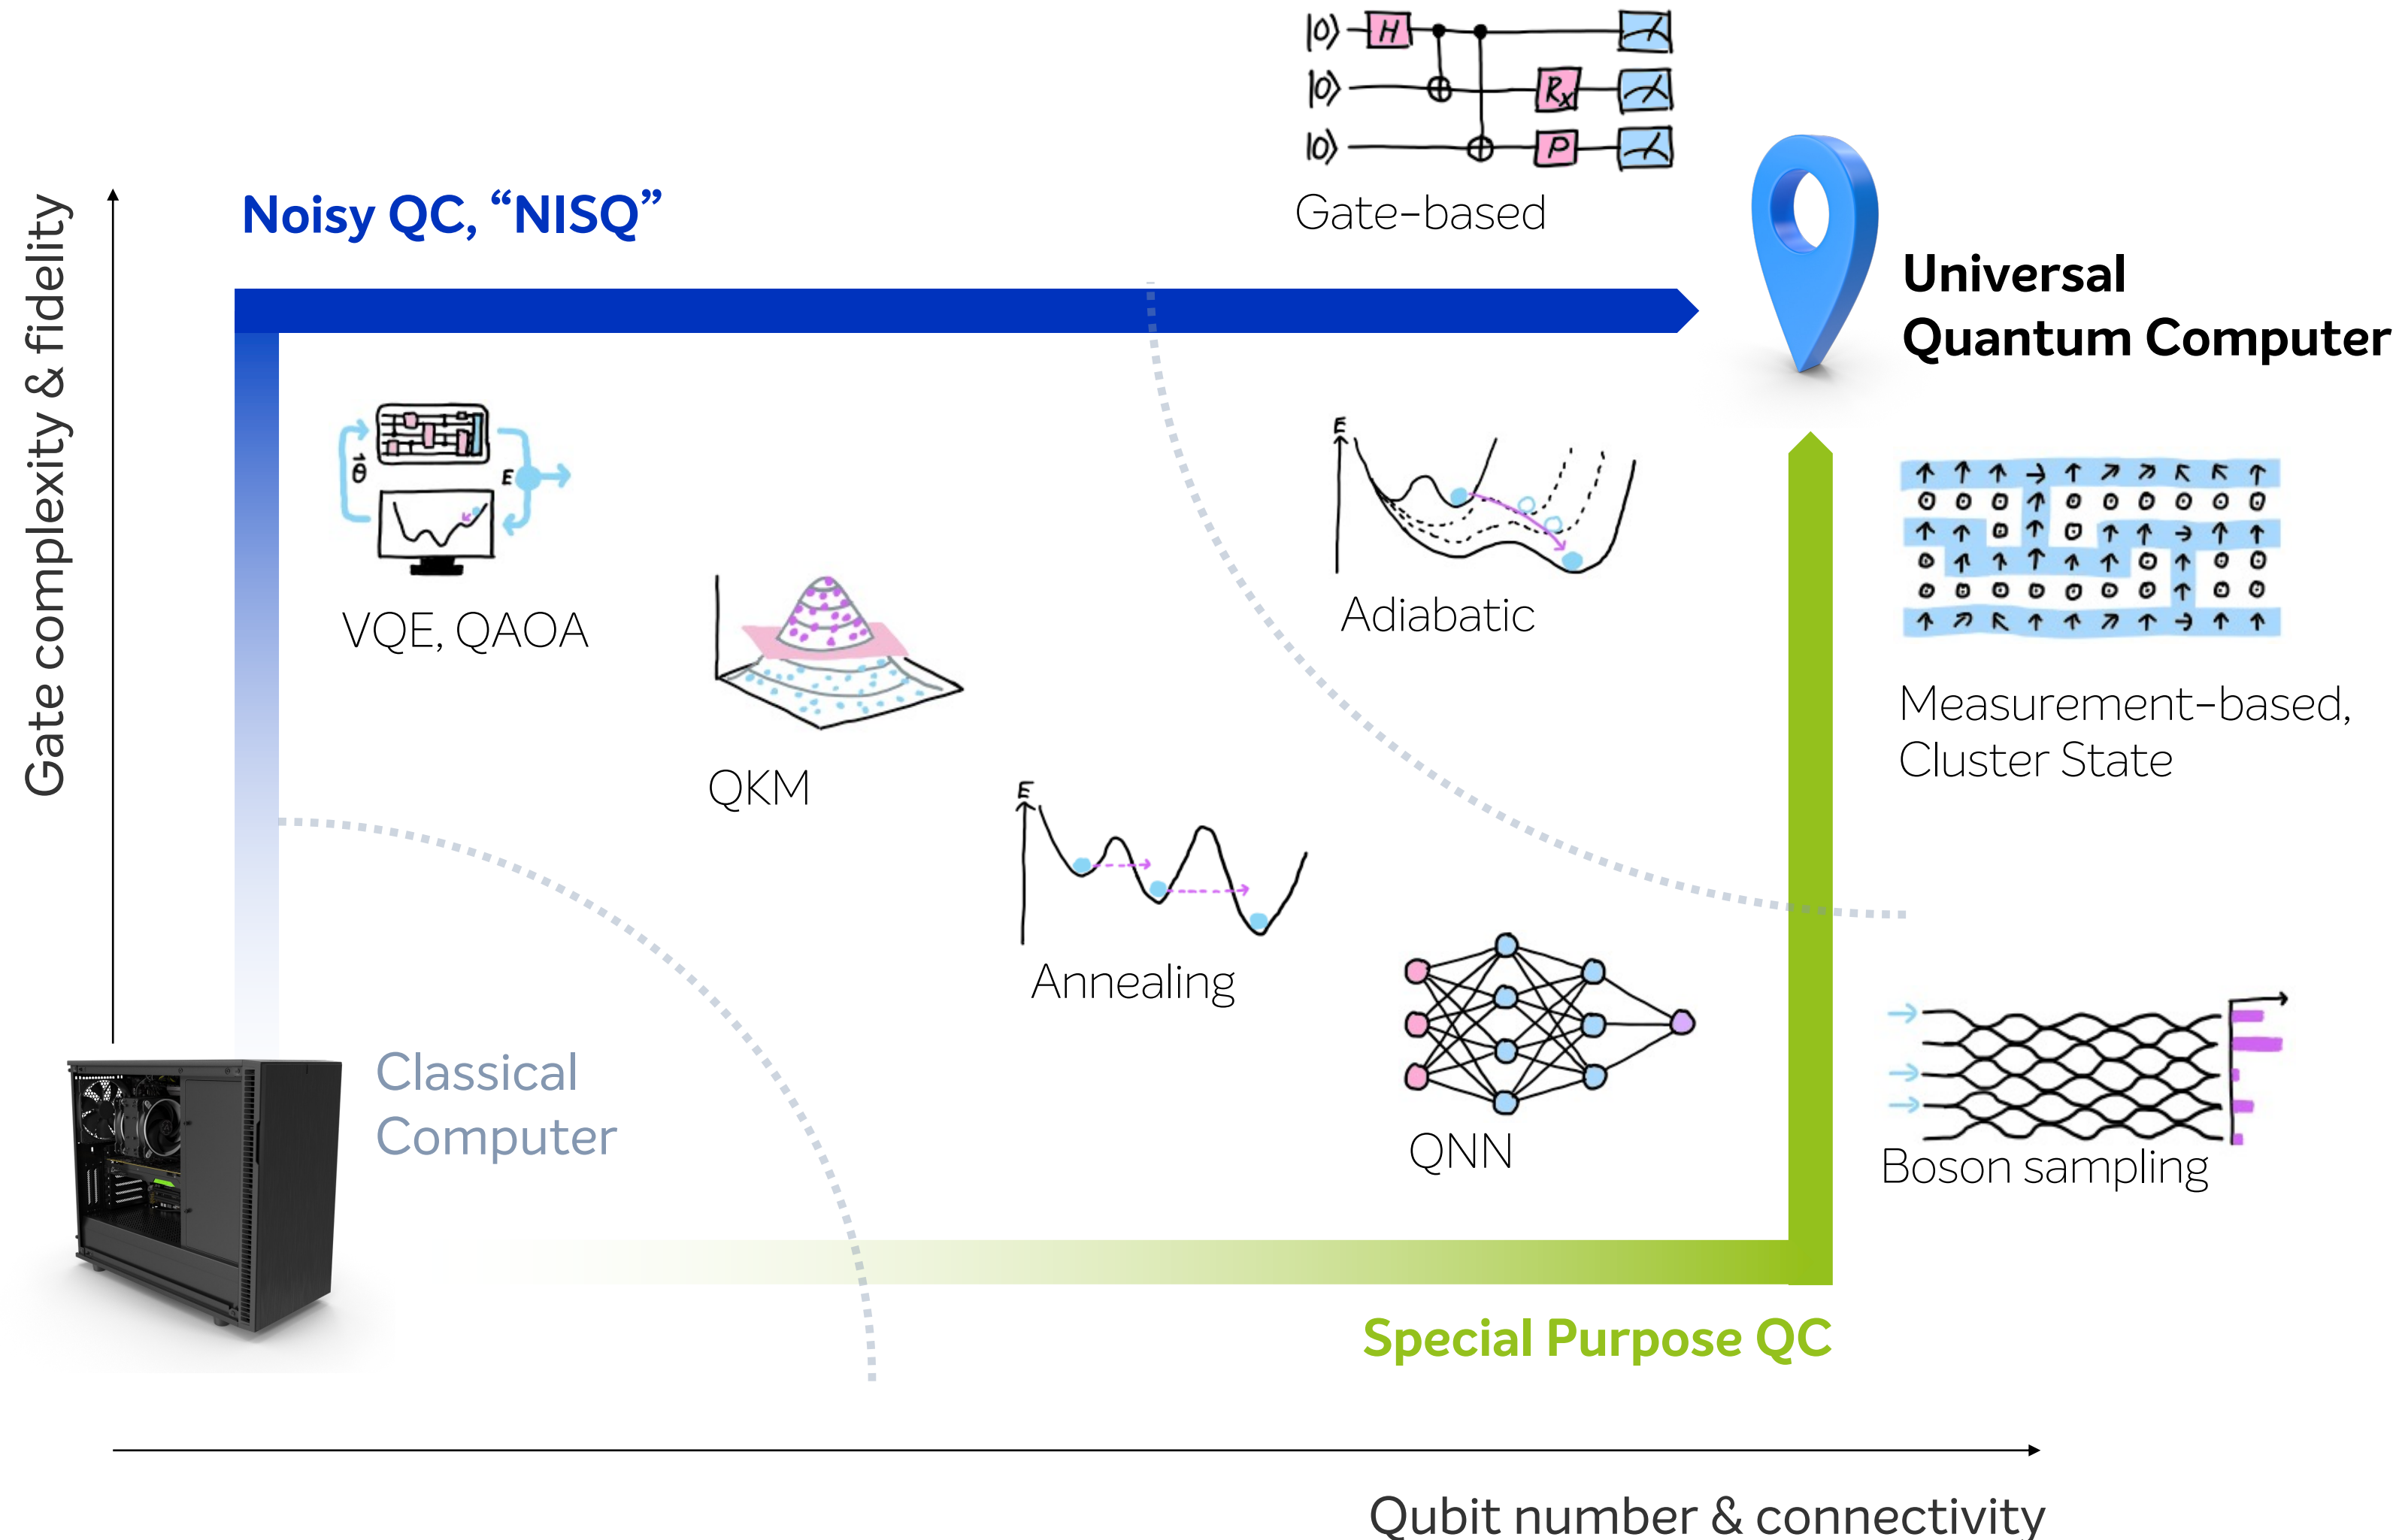 |0⟩ H
|0⟩ Rx
|0⟩ P
Gate-based
Noisy QC, “NISQ”
Gate complexity & fidelity
Universal
Quantum Computer
θ
E
VQE, QAOA
QKM
E
Adiabatic
Measurement-based,
Cluster State
E
Annealing
Classical
Computer
QNN
Boson sampling
Special Purpose QC
Qubit number & connectivity